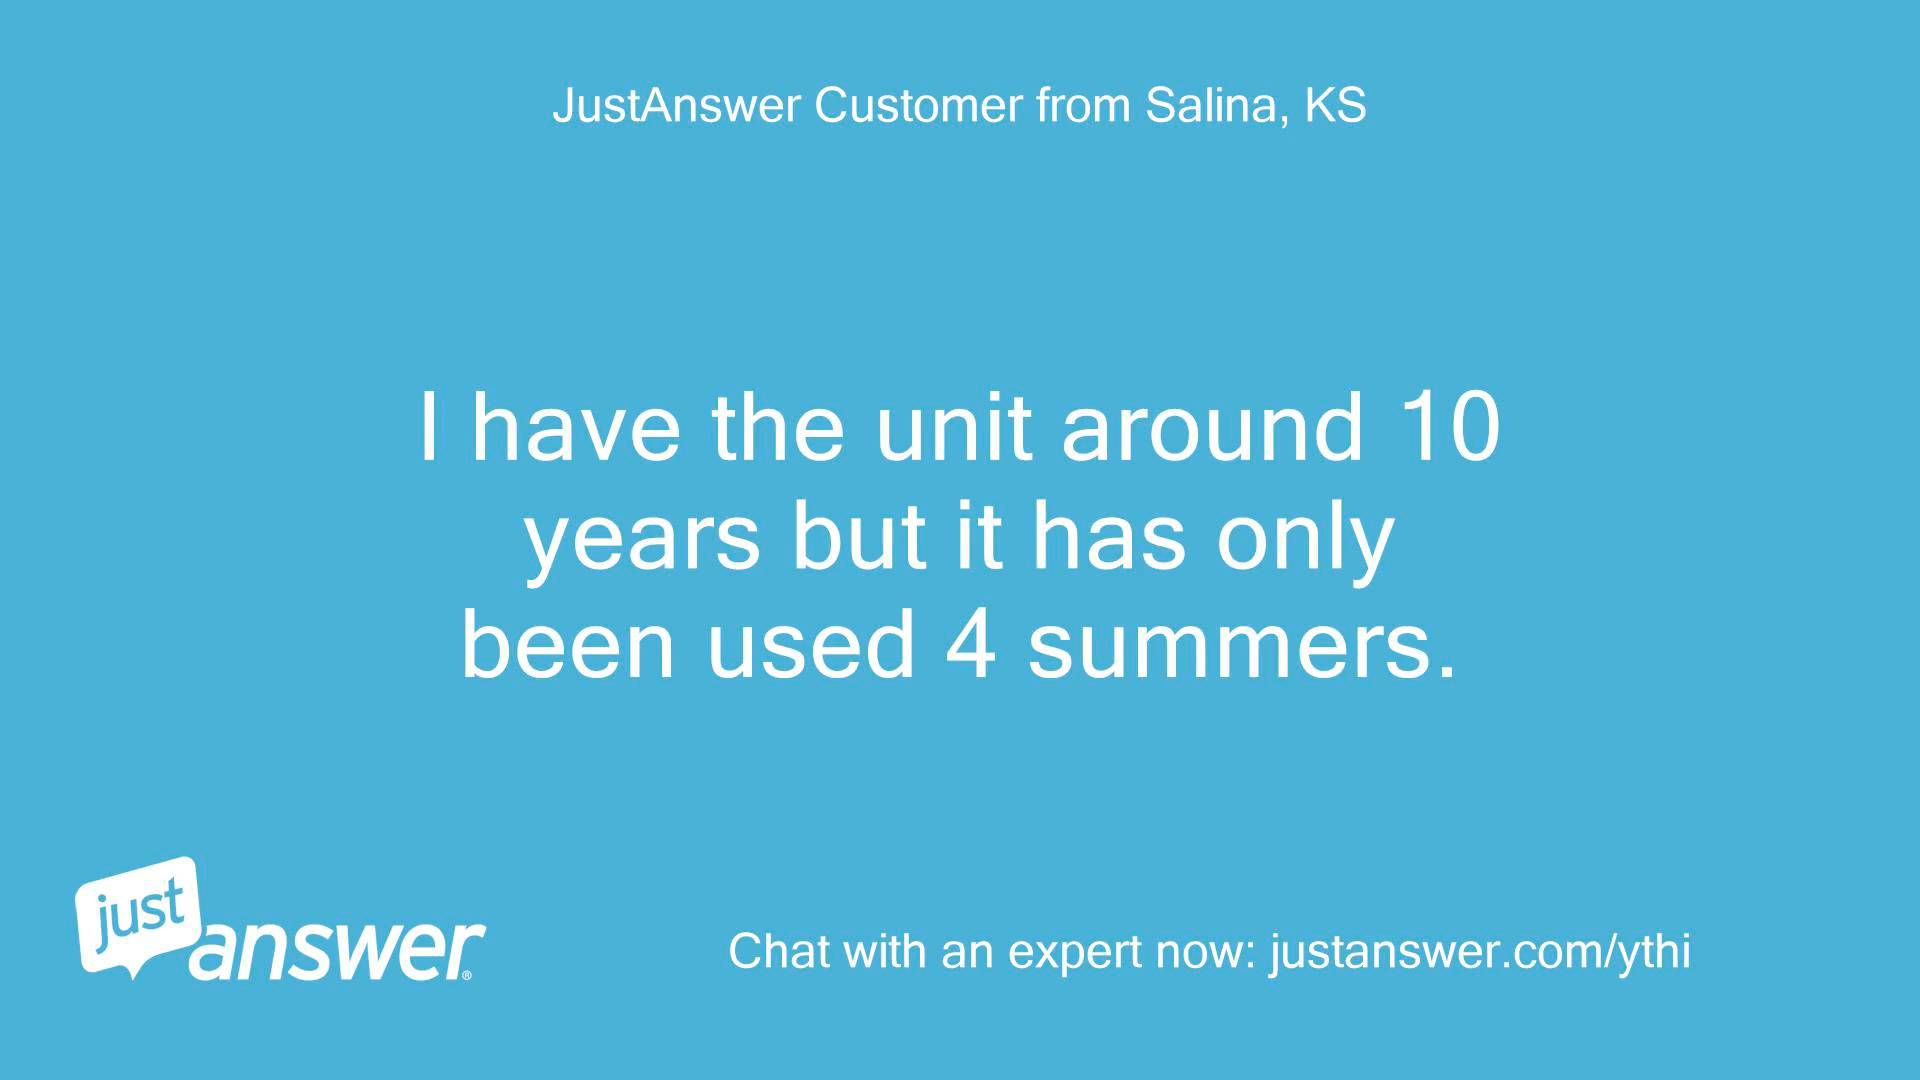 JustAnswer Customer from Salina, KS
I have the unit around 10
years but it has only
been used 4 summers.
just
answer®
Chat with an expert now: justanswer.com/ythi